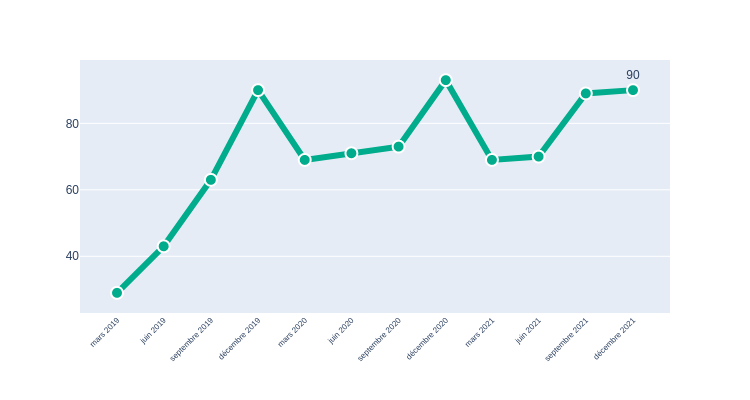 90
80
60
40
mars 2019
juin 2019
septembre 2019
décembre 2019
mars 2020
juin 2020
septembre 2020
décembre 2020
mars 2021
juin 2021
septembre 2021
décembre 2021